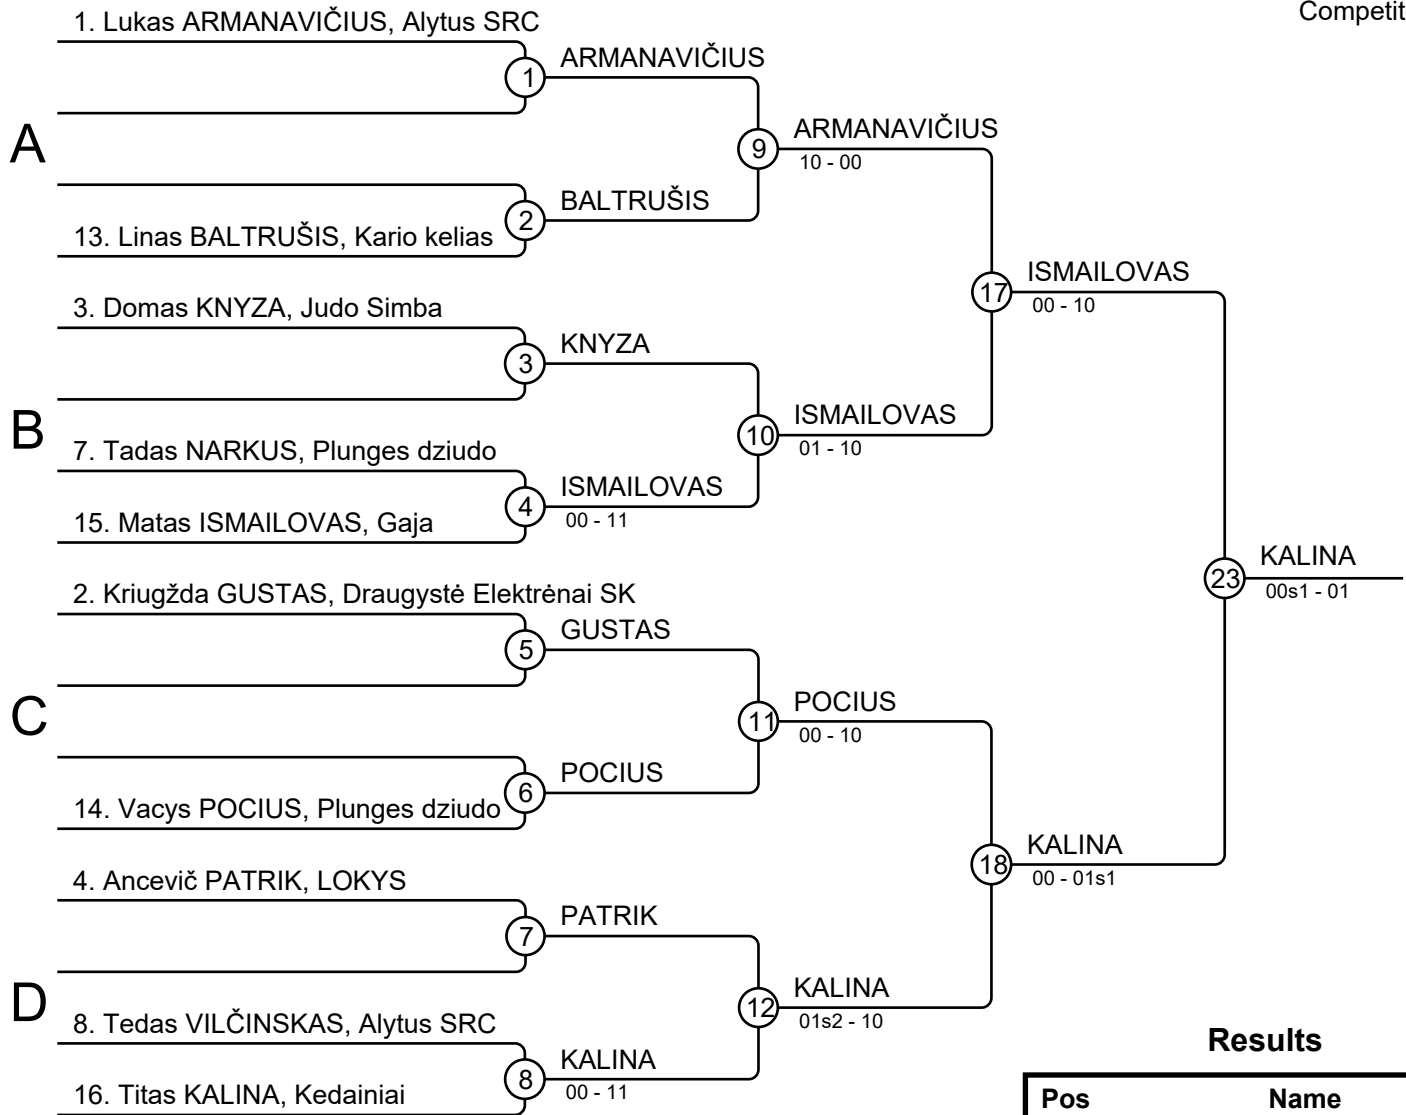 Competit
1. Lukas ARMANAVIČIUS, Alytus SRC
1
ARMANAVIČIUS
A
9
ARMANAVIČIUS
10 - 00
2
BALTRUŠIS
13. Linas BALTRUŠIS, Kario kelias
17
ISMAILOVAS
00 - 10
3. Domas KNYZA, Judo Simba
3
KNYZA
B
10
ISMAILOVAS
01 - 10
7. Tadas NARKUS, Plunges dziudo
4
ISMAILOVAS
00 - 11
15. Matas ISMAILOVAS, Gaja
23
KALINA
00s1 - 01
2. Kriugžda GUSTAS, Draugystė Elektrėnai SK
5
GUSTAS
C
11
POCIUS
00 - 10
6
POCIUS
14. Vacys POCIUS, Plunges dziudo
18
KALINA
00 - 01s1
4. Ancevič PATRIK, LOKYS
7
PATRIK
D
12
KALINA
01s2 - 10
8. Tedas VILČINSKAS, Alytus SRC
8
KALINA
00 - 11
16. Titas KALINA, Kedainiai
Results
Pos Name